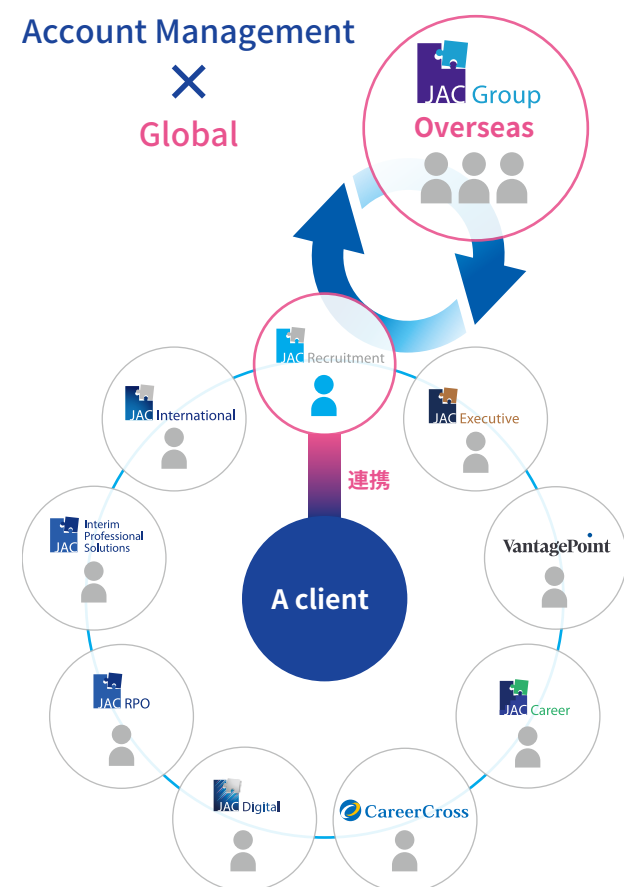 Account Management
×
Global
JAC Group
Overseas
JAC Recruitment
JAC International
JAC Executive
JAC Interim
Professional
Solutions
VantagePoint
連携
A client
JAC RPO
JAC Career
JAC Digital
CareerCross